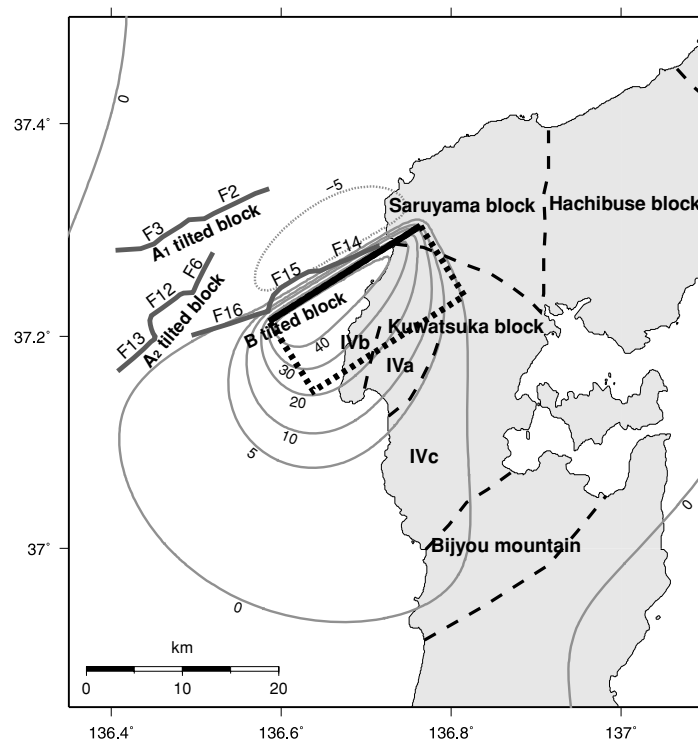 0
37.4˚
−5
F2
F3
A1 tilted block
Saruyama block
Hachibuse block
F14
F15
F6
F12
F16
F13
A2 tilted block
B tilted block
37.2˚
Kuwatsuka block
IVb
IVa
40
30
20
10
5
IVc
0
37˚
Bijyou mountain
0
km
0
10
20
136.4˚
136.6˚
136.8˚
137˚